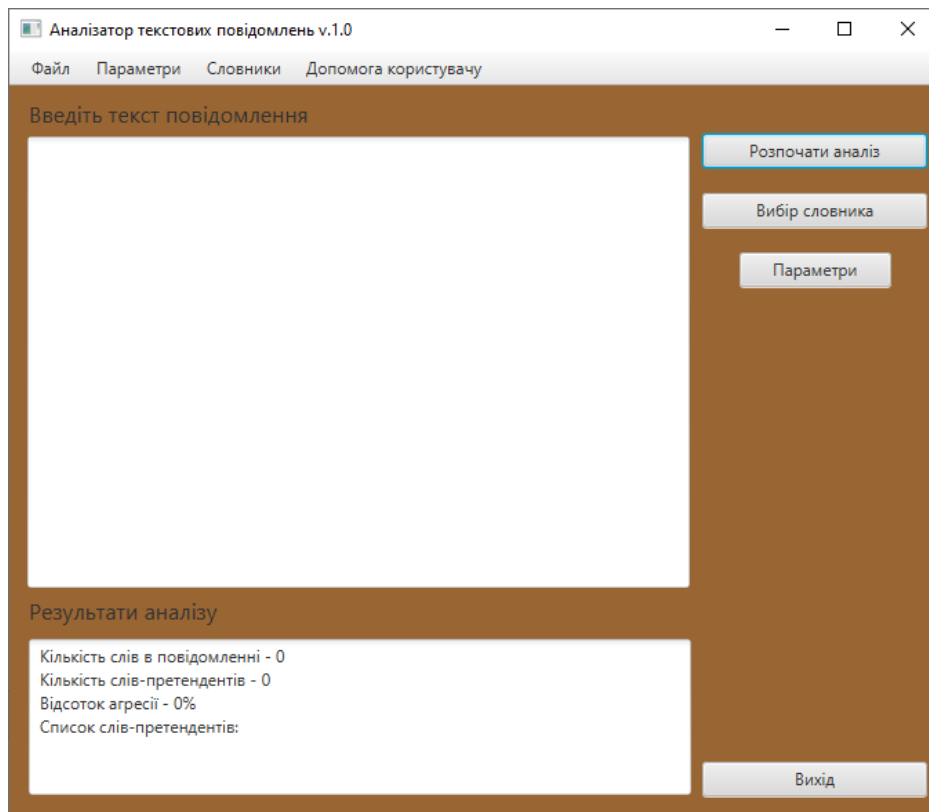 Аналізатор текстових повідомлень v.1.0
Файл Параметри Словники Допомога користувачу
Введіть текст повідомлення
Розпочати аналіз
Вибір словника
Параметри
Результати аналізу
Кількість слів в повідомленні - 0
Кількість слів-претендентів - 0
Відсоток агресії - 0%
Список слів-претендентів:
Вихід